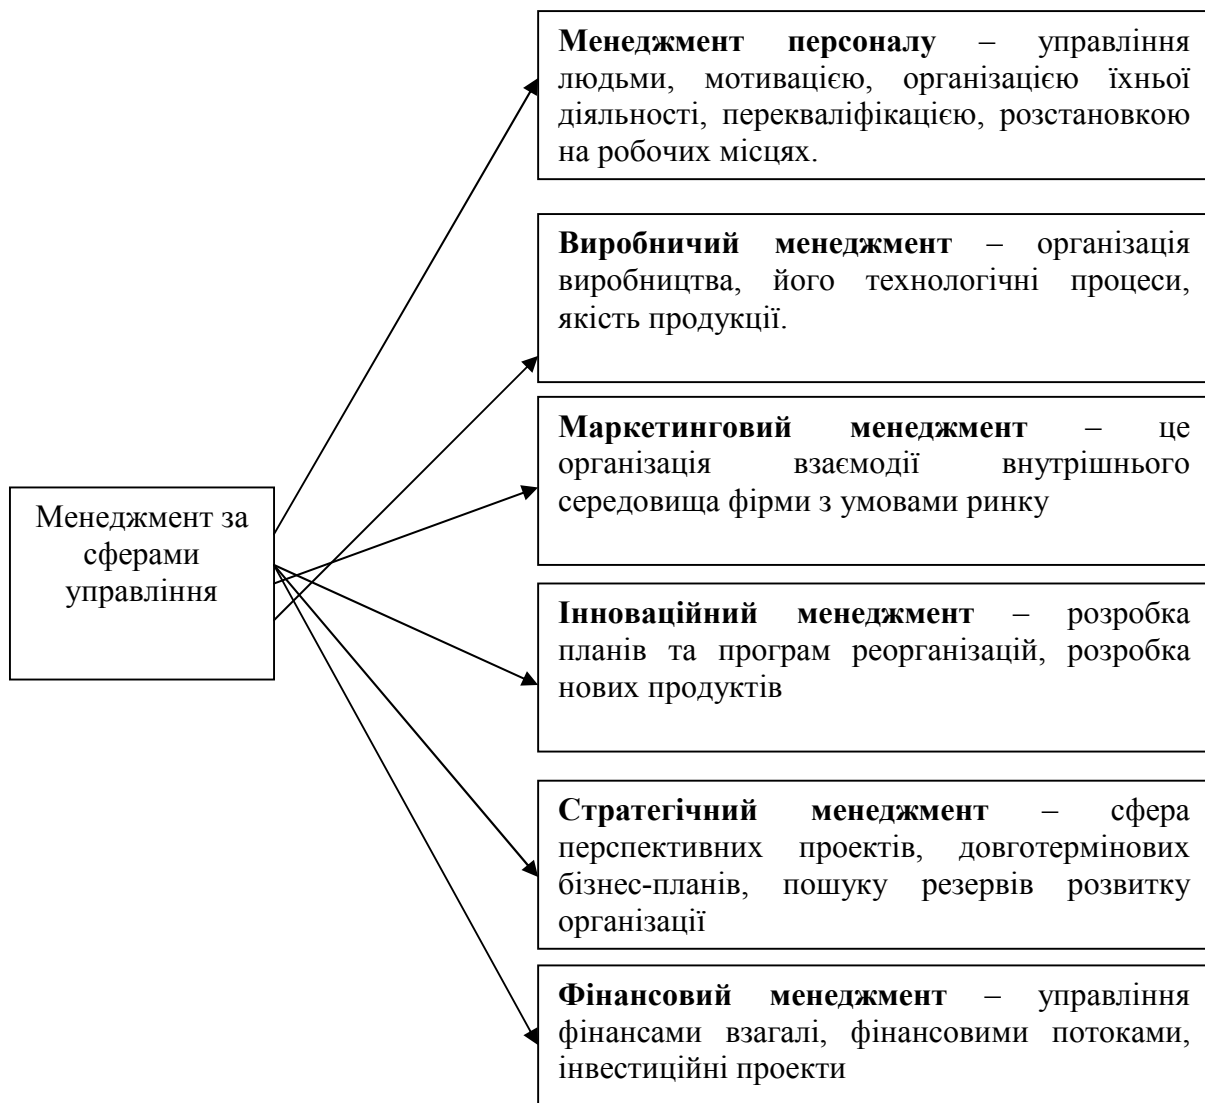 Менеджмент персоналу – управління
людьми, мотивацією, організацією їхньої
діяльності, перекваліфікацією, розстановкою
на робочих місцях.
Виробничий менеджмент – організація
виробництва, його технологічні процеси,
якість продукції.
Маркетинговий менеджмент – це
організація взаємодії внутрішнього
середовища фірми з умовами ринку
Менеджмент за
сферами
управління
Інноваційний менеджмент – розробка
планів та програм реорганізацій, розробка
нових продуктів
Стратегічний менеджмент – сфера
перспективних проектів, довготермінових
бізнес-планів, пошуку резервів розвитку
організації
Фінансовий менеджмент – управління
фінансами взагалі, фінансовими потоками,
інвестиційні проекти